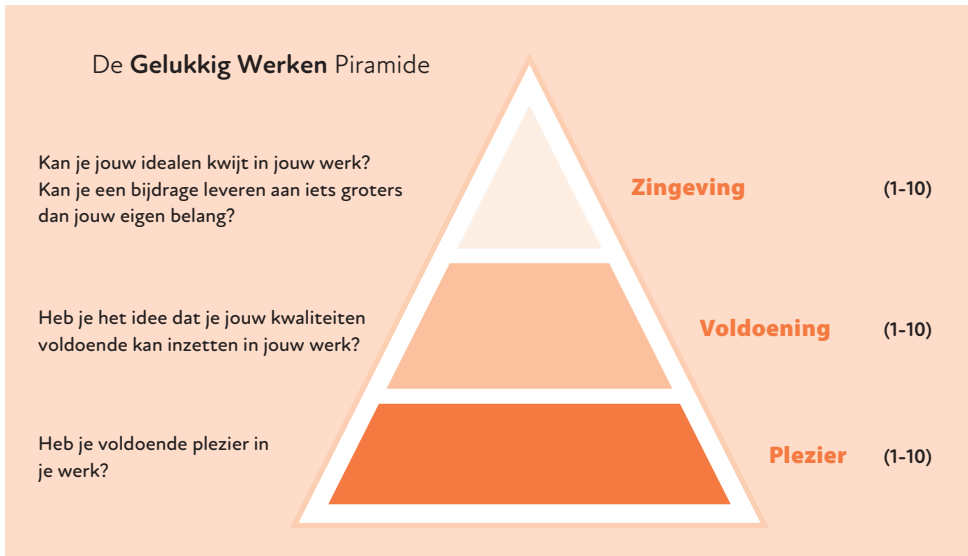 De Gelukkig Werken Piramide
Kan je jouw idealen kwijt in jouw werk?
Kan je een bijdrage leveren aan iets groters
dan jouw eigen belang?
Zingeving (1-10)
Heb je het idee dat je jouw kwaliteiten
voldoende kan inzetten in jouw werk?
Voldoening (1-10)
Heb je voldoende plezier in
je werk?
Plezier (1-10)